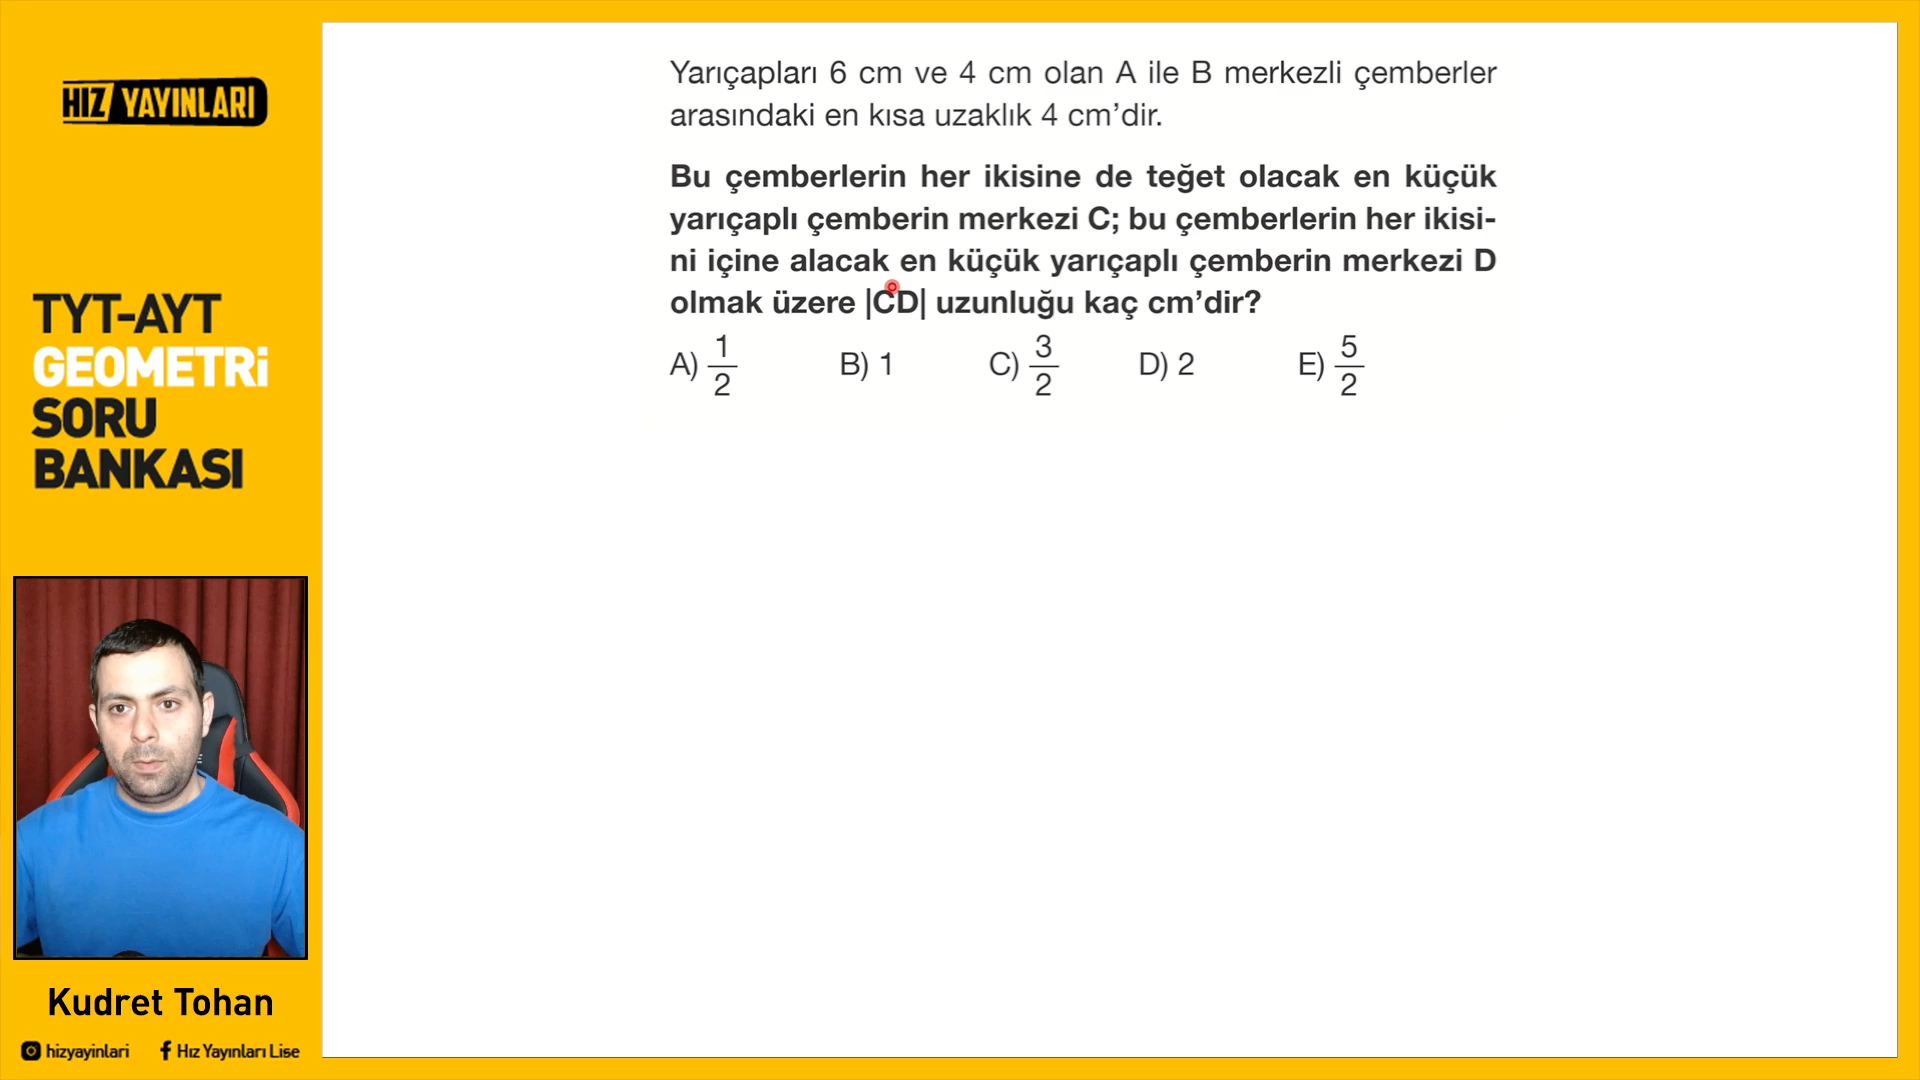 HIZ YAYINLARI
TYT-AYT
GEOMETRİ
SORU
BANKASI
Kudret Tohan
hizyayinlari
Hız Yayınları Lise
Yarıçapları 6 cm ve 4 cm olan A ile B merkezli çemberler
arasındaki en kısa uzaklık 4 cm’dir.
Bu çemberlerin her ikisine de teğet olacak en küçük
yarıçaplı çemberin merkezi C; bu çemberlerin her ikisi-
ni içine alacak en küçük yarıçaplı çemberin merkezi D
olmak üzere |CD| uzunluğu kaç cm’dir?
A) 1/2 B) 1 C) 3/2 D) 2 E) 5/2